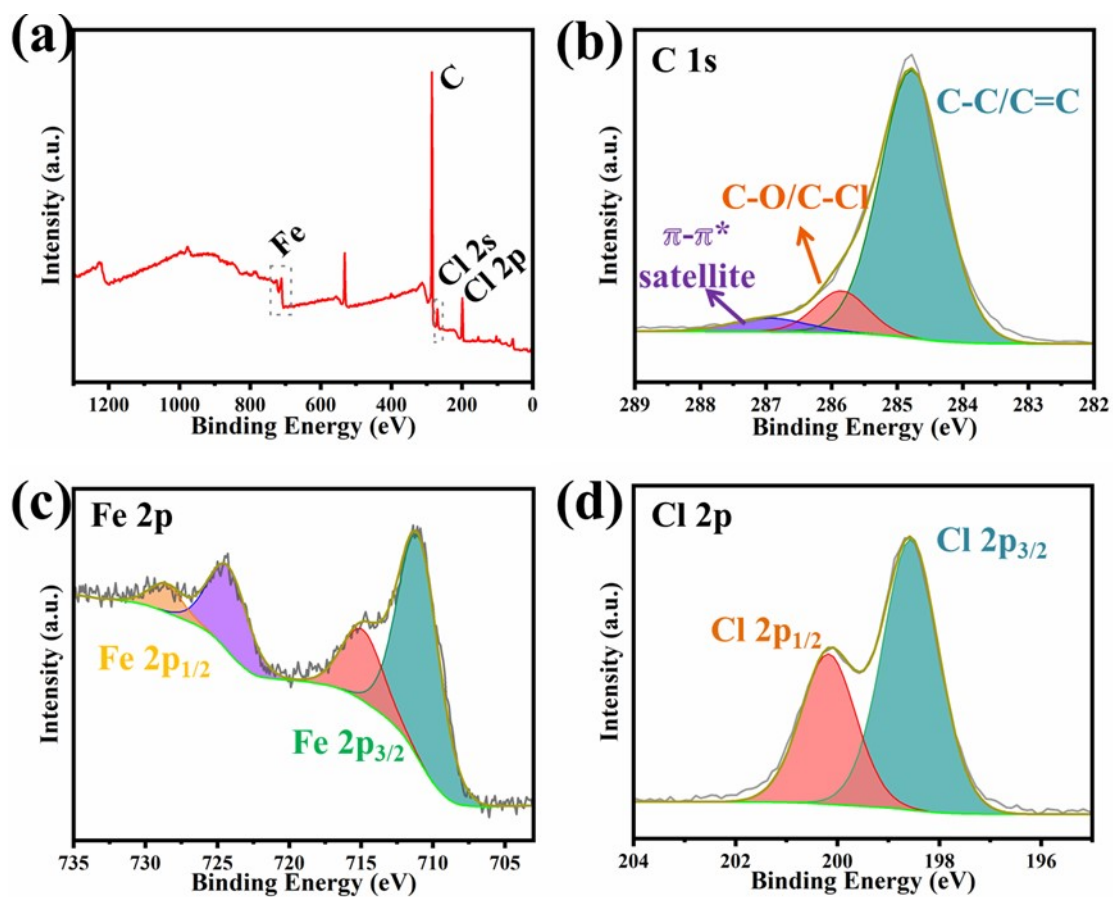 (a)
C
Fe
Cl 2s
Cl 2p
Intensity (a.u.)
1200 1000 800 600 400 200 0
Binding Energy (eV)
(b)
C 1s
C-C/C=C
C-O/C-Cl
π-π*
satellite
Intensity (a.u.)
289 288 287 286 285 284 283 282
Binding Energy (eV)
(c)
Fe 2p
Fe 2p1/2
Fe 2p3/2
Intensity (a.u.)
735 730 725 720 715 710 705
Binding Energy (eV)
(d)
Cl 2p
Cl 2p3/2
Cl 2p1/2
Intensity (a.u.)
204 202 200 198 196
Binding Energy (eV)